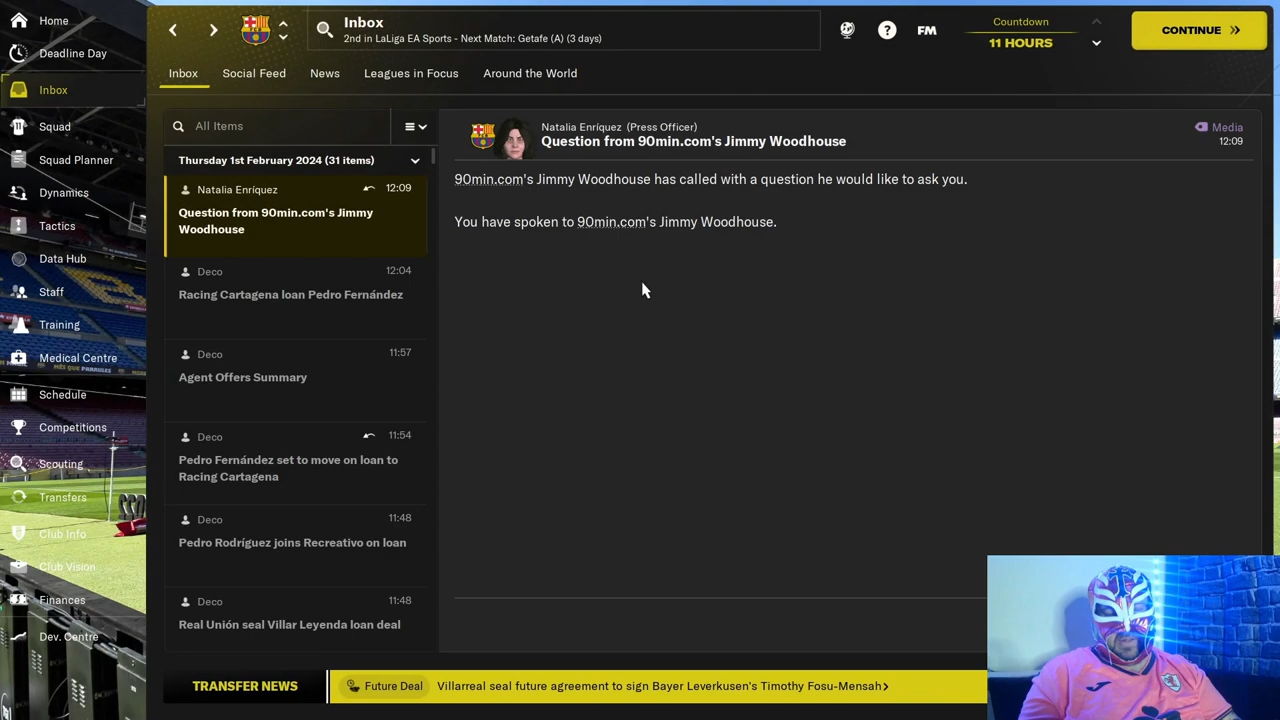 Home
Deadline Day
Inbox
Squad
Squad Planner
Dynamics
Tactics
Data Hub
Staff
Training
Medical Centre
Schedule
Competitions
Scouting
Transfers
Club Info
Club Vision
Finances
Dev. Centre
Inbox
2nd in LaLiga EA Sports - Next Match: Getafe (A) (3 days)
?
FM
Countdown
11 HOURS
CONTINUE
Inbox
Social Feed
News
Leagues in Focus
Around the World
All Items
Thursday 1st February 2024 (31 items)
Natalia Enríquez 12:09
Question from 90min.com's Jimmy
Woodhouse
Deco 12:04
Racing Cartagena loan Pedro Fernández
Deco 11:57
Agent Offers Summary
Deco 11:54
Pedro Fernández set to move on loan to
Racing Cartagena
Deco 11:48
Pedro Rodríguez joins Recreativo on loan
Deco 11:48
Real Unión seal Villar Leyenda loan deal
Natalia Enríquez (Press Officer)
Question from 90min.com's Jimmy Woodhouse
Media
12:09
90min.com's Jimmy Woodhouse has called with a question he would like to ask you.
You have spoken to 90min.com's Jimmy Woodhouse.
TRANSFER NEWS
Future Deal
Villarreal seal future agreement to sign Bayer Leverkusen's Timothy Fosu-Mensah